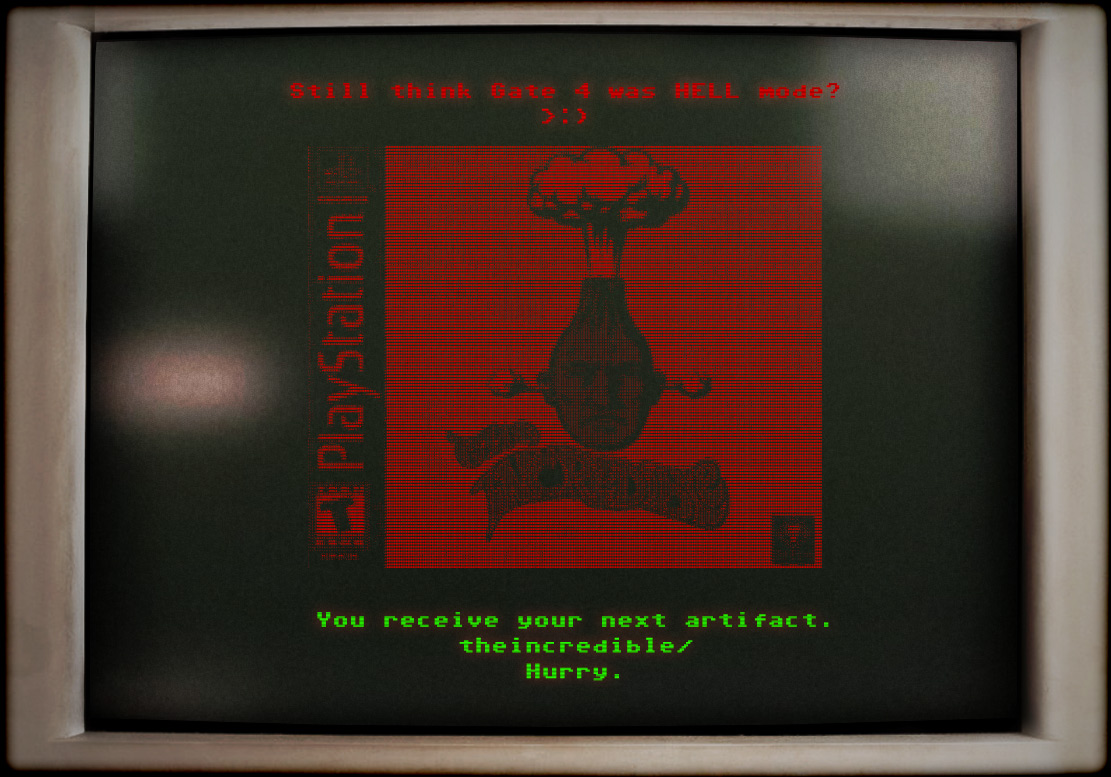 Still think Gate 4 was HELL mode?
>:)
PlayStation
T
You receive your next artifact.
theincredible/
Hurry.